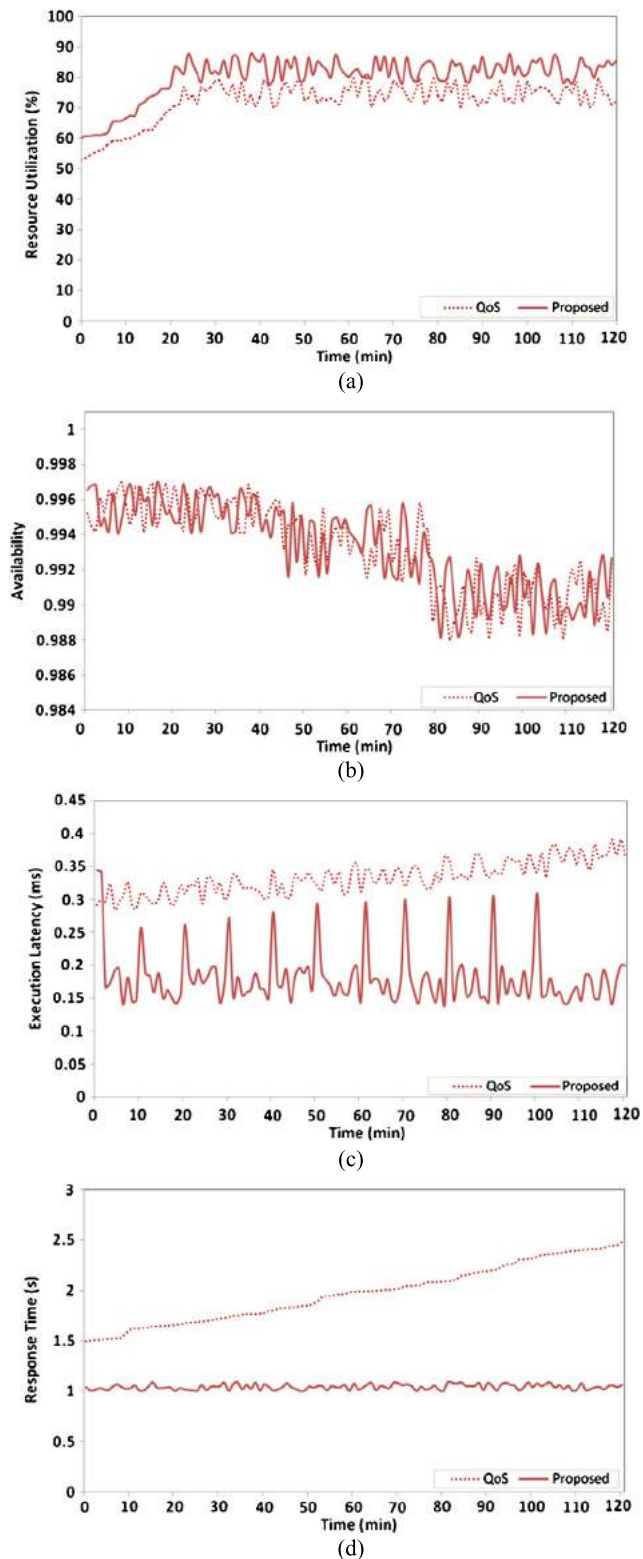 100
90
80
70
60
50
40
30
20
10
0
Resource Utilization (%)
QoS Proposed
0 10 20 30 40 50 60 70 80 90 100 110 120
Time (min)
(a)
1
0.998
0.996
0.994
0.992
0.99
0.988
0.986
0.984
Availability
QoS Proposed
0 10 20 30 40 50 60 70 80 90 100 110 120
Time (min)
(b)
0.45
0.4
0.35
0.3
0.25
0.2
0.15
0.1
0.05
0
Execution Latency (ms)
QoS Proposed
0 10 20 30 40 50 60 70 80 90 100 110 120
Time (min)
(c)
3
2.5
2
1.5
1
0.5
0
Response Time (s)
QoS Proposed
0 10 20 30 40 50 60 70 80 90 100 110 120
Time (min)
(d)